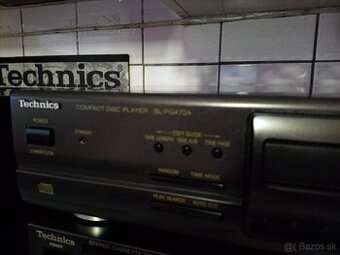 Technics
Technics
COMPACT DISC PLAYER SL-PG470A
POWER
STANDBY
EDIT GUIDE
TAPE LENGTH SIDE A/B TIME FADE
RANDOM TIME MODE
PEAK SEARCH AUTO CUE
Technics
POWER
STEREO CASSETTE
bazos.sk